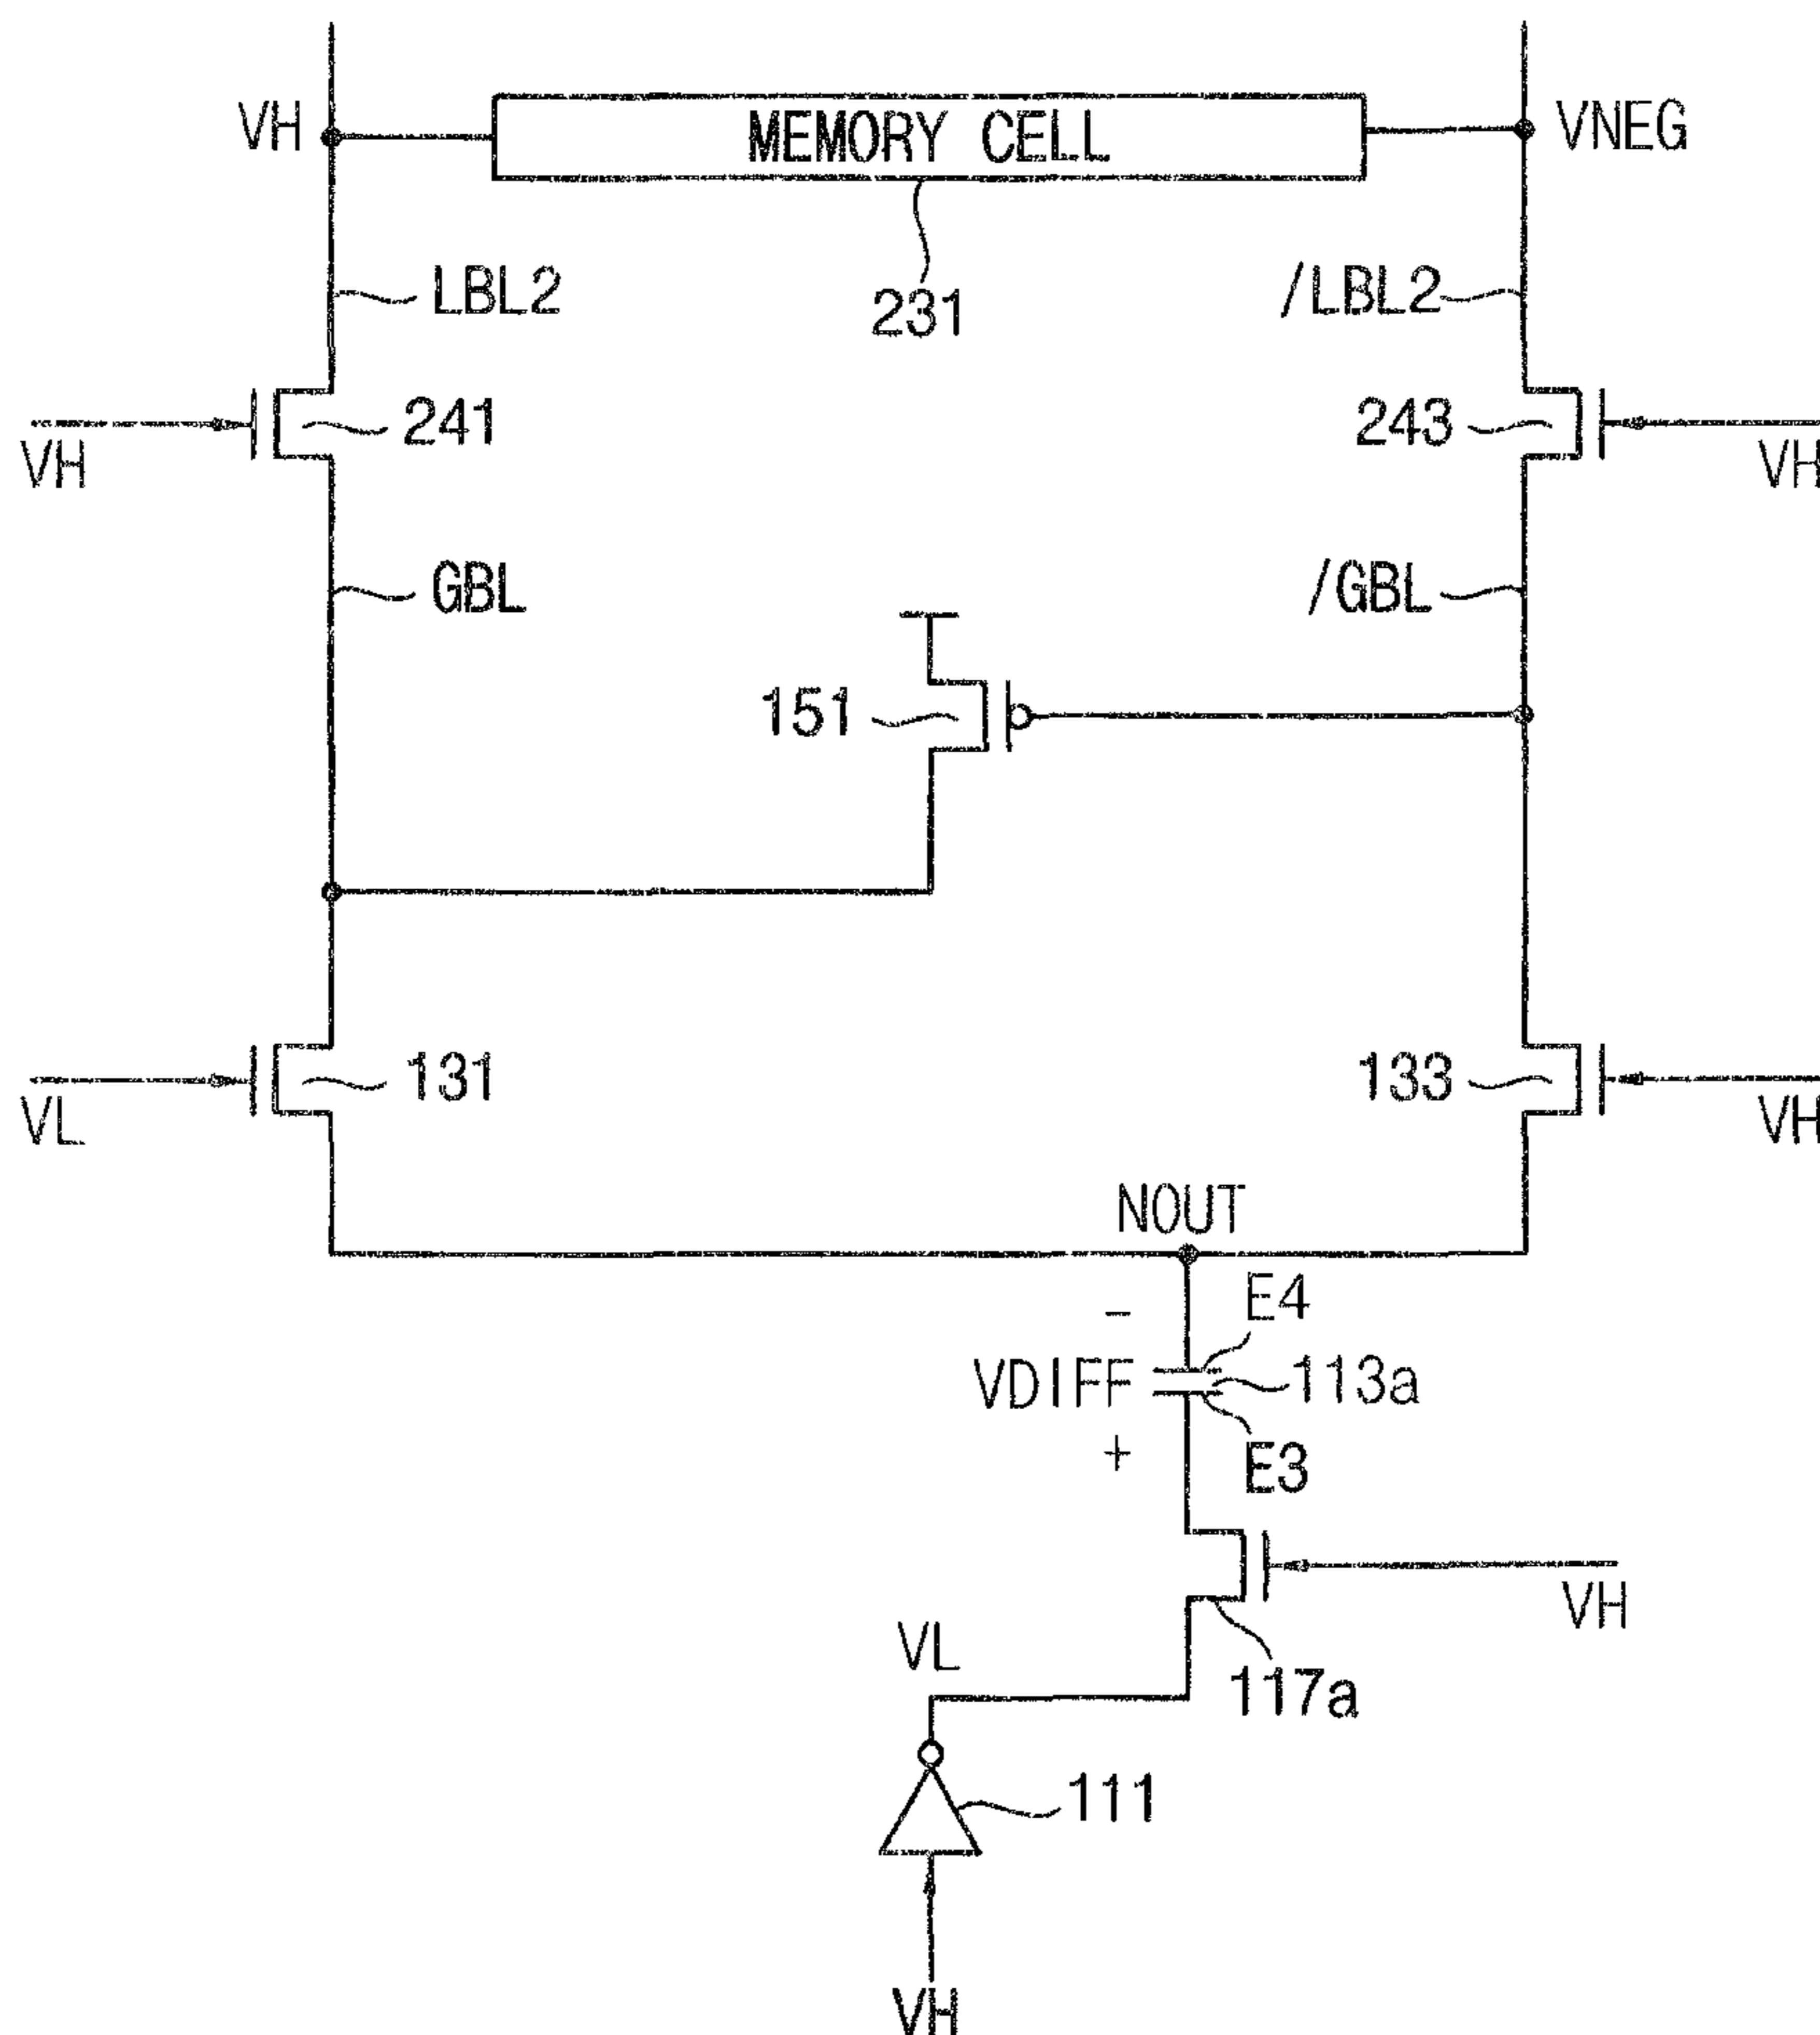 VH
MEMORY CELL
VNEG
LBL2
231
/LBL2
241
243
VH
VH
GBL
/GBL
151
131
133
VL
VH
NOUT
- E4
VDIFF 113a
+ E3
VH
VL
117a
111
VH